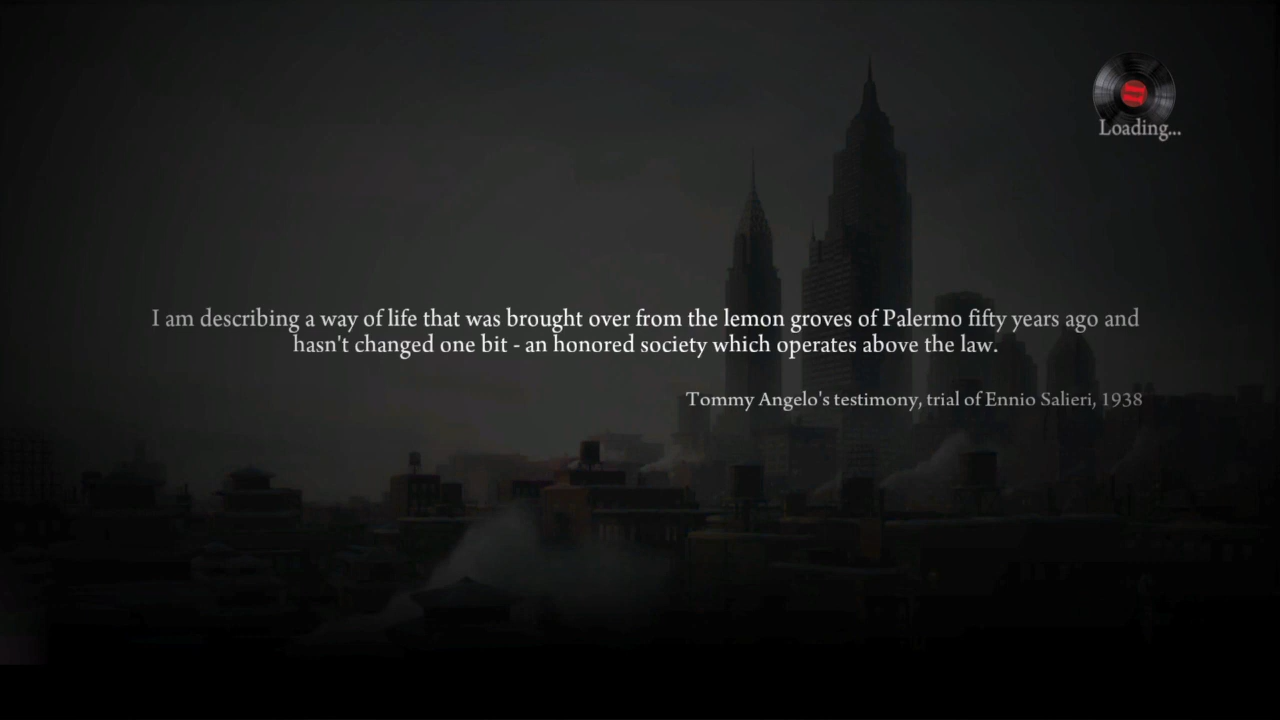 Loading...
I am describing a way of life that was brought over from the lemon groves of Palermo fifty years ago and
hasn't changed one bit - an honored society which operates above the law.
Tommy Angelo's testimony, trial of Ennio Salieri, 1938